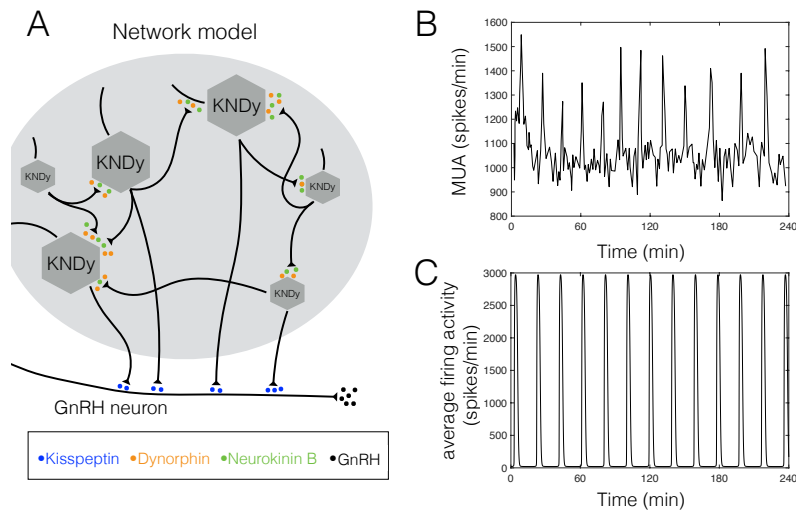 A
Network model
KNDy
KNDy
KNDy
KNDy
KNDy
KNDy
GnRH neuron
Kisspeptin Dynorphin Neurokinin B GnRH
B
MUA (spikes/min)
1600
1500
1400
1300
1200
1100
1000
900
800
0 60 120 180 240
Time (min)
C
average firing activity
(spikes/min)
3000
2500
2000
1500
1000
500
0
0 60 120 180 240
Time (min)